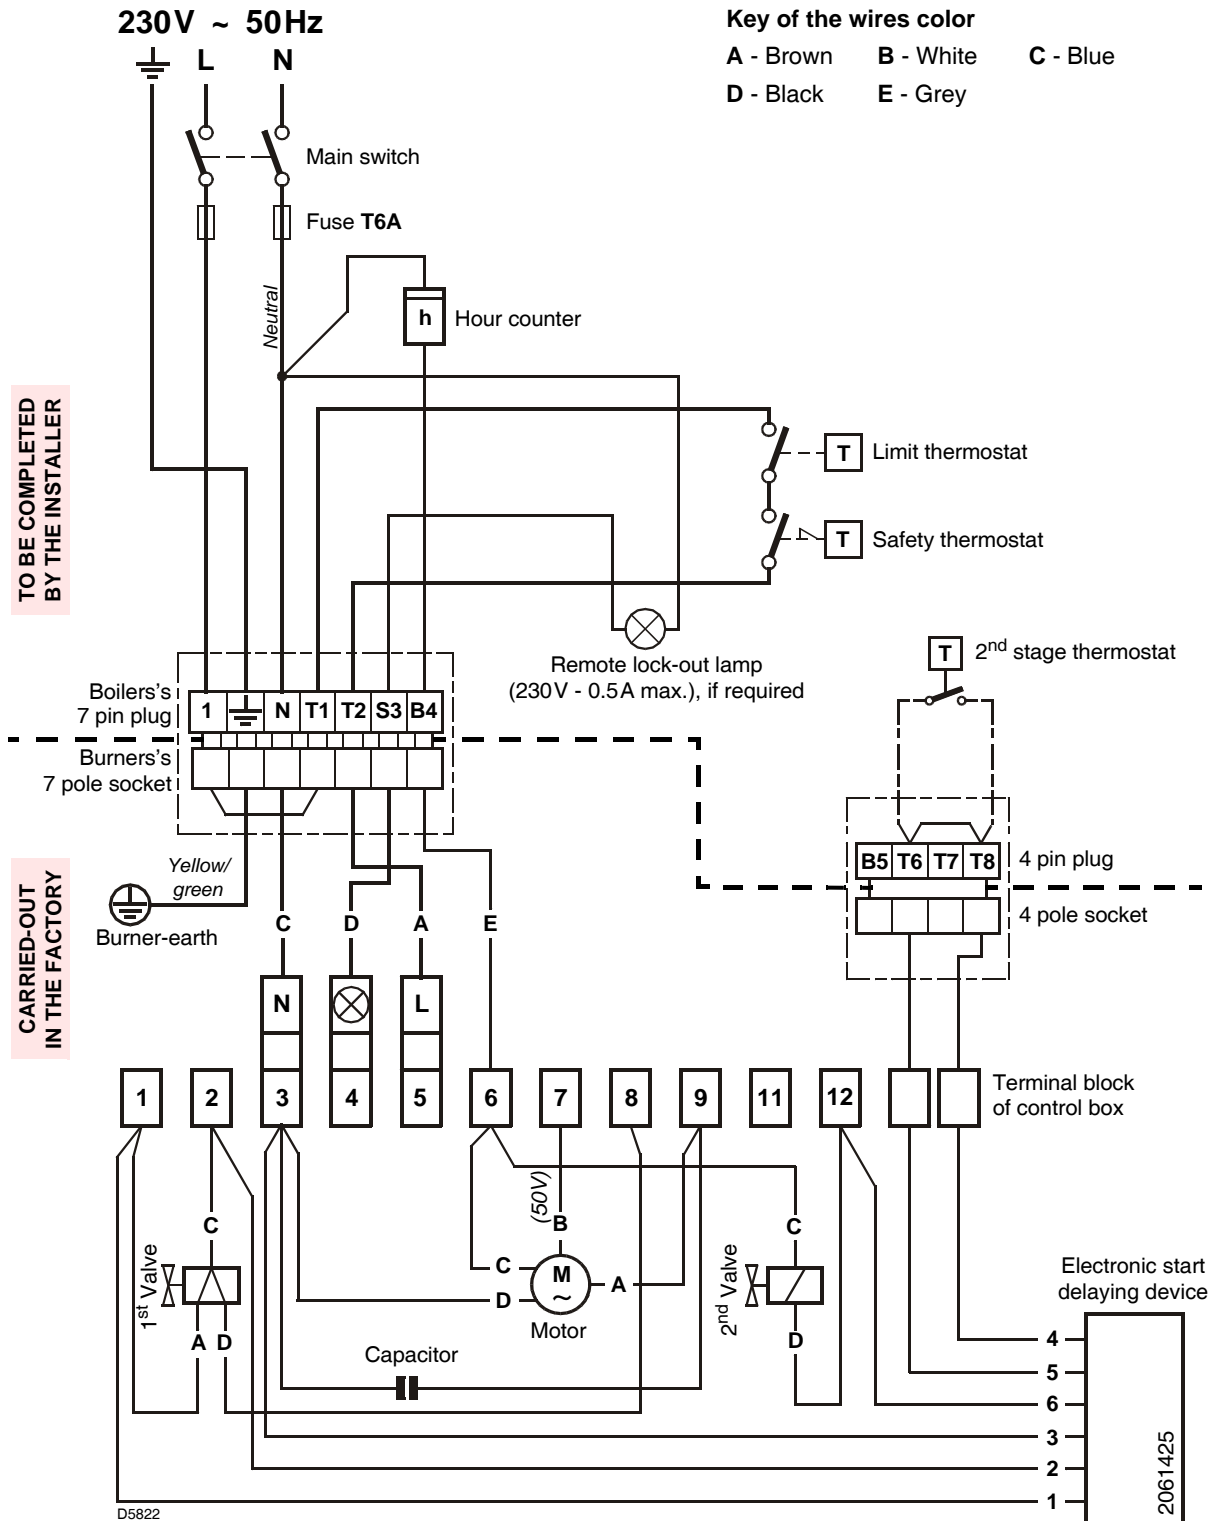 230V ~ 50Hz
L N
Key of the wires color
A - Brown B - White C - Blue
D - Black E - Grey
Main switch
Fuse T6A
Neutral
h Hour counter
TO BE COMPLETED
BY THE INSTALLER
T Limit thermostat
T Safety thermostat
Remote lock-out lamp
(230V - 0.5A max.), if required
T 2nd stage thermostat
Boilers's
7 pin plug
1 N T1 T2 S3 B4
Burners's
7 pole socket
B5 T6 T7 T8
4 pin plug
4 pole socket
Yellow/
green
Burner-earth
CARRIED-OUT
IN THE FACTORY
C D A E
N L
1 2 3 4 5 6 7 8 9 11 12
Terminal block
of control box
(50V)
B
C
C
C
1st Valve
A D
M
~
A
D
Motor
2nd Valve
D
Capacitor
Electronic start
delaying device
4
5
6
3
2
1
2061425
D5822